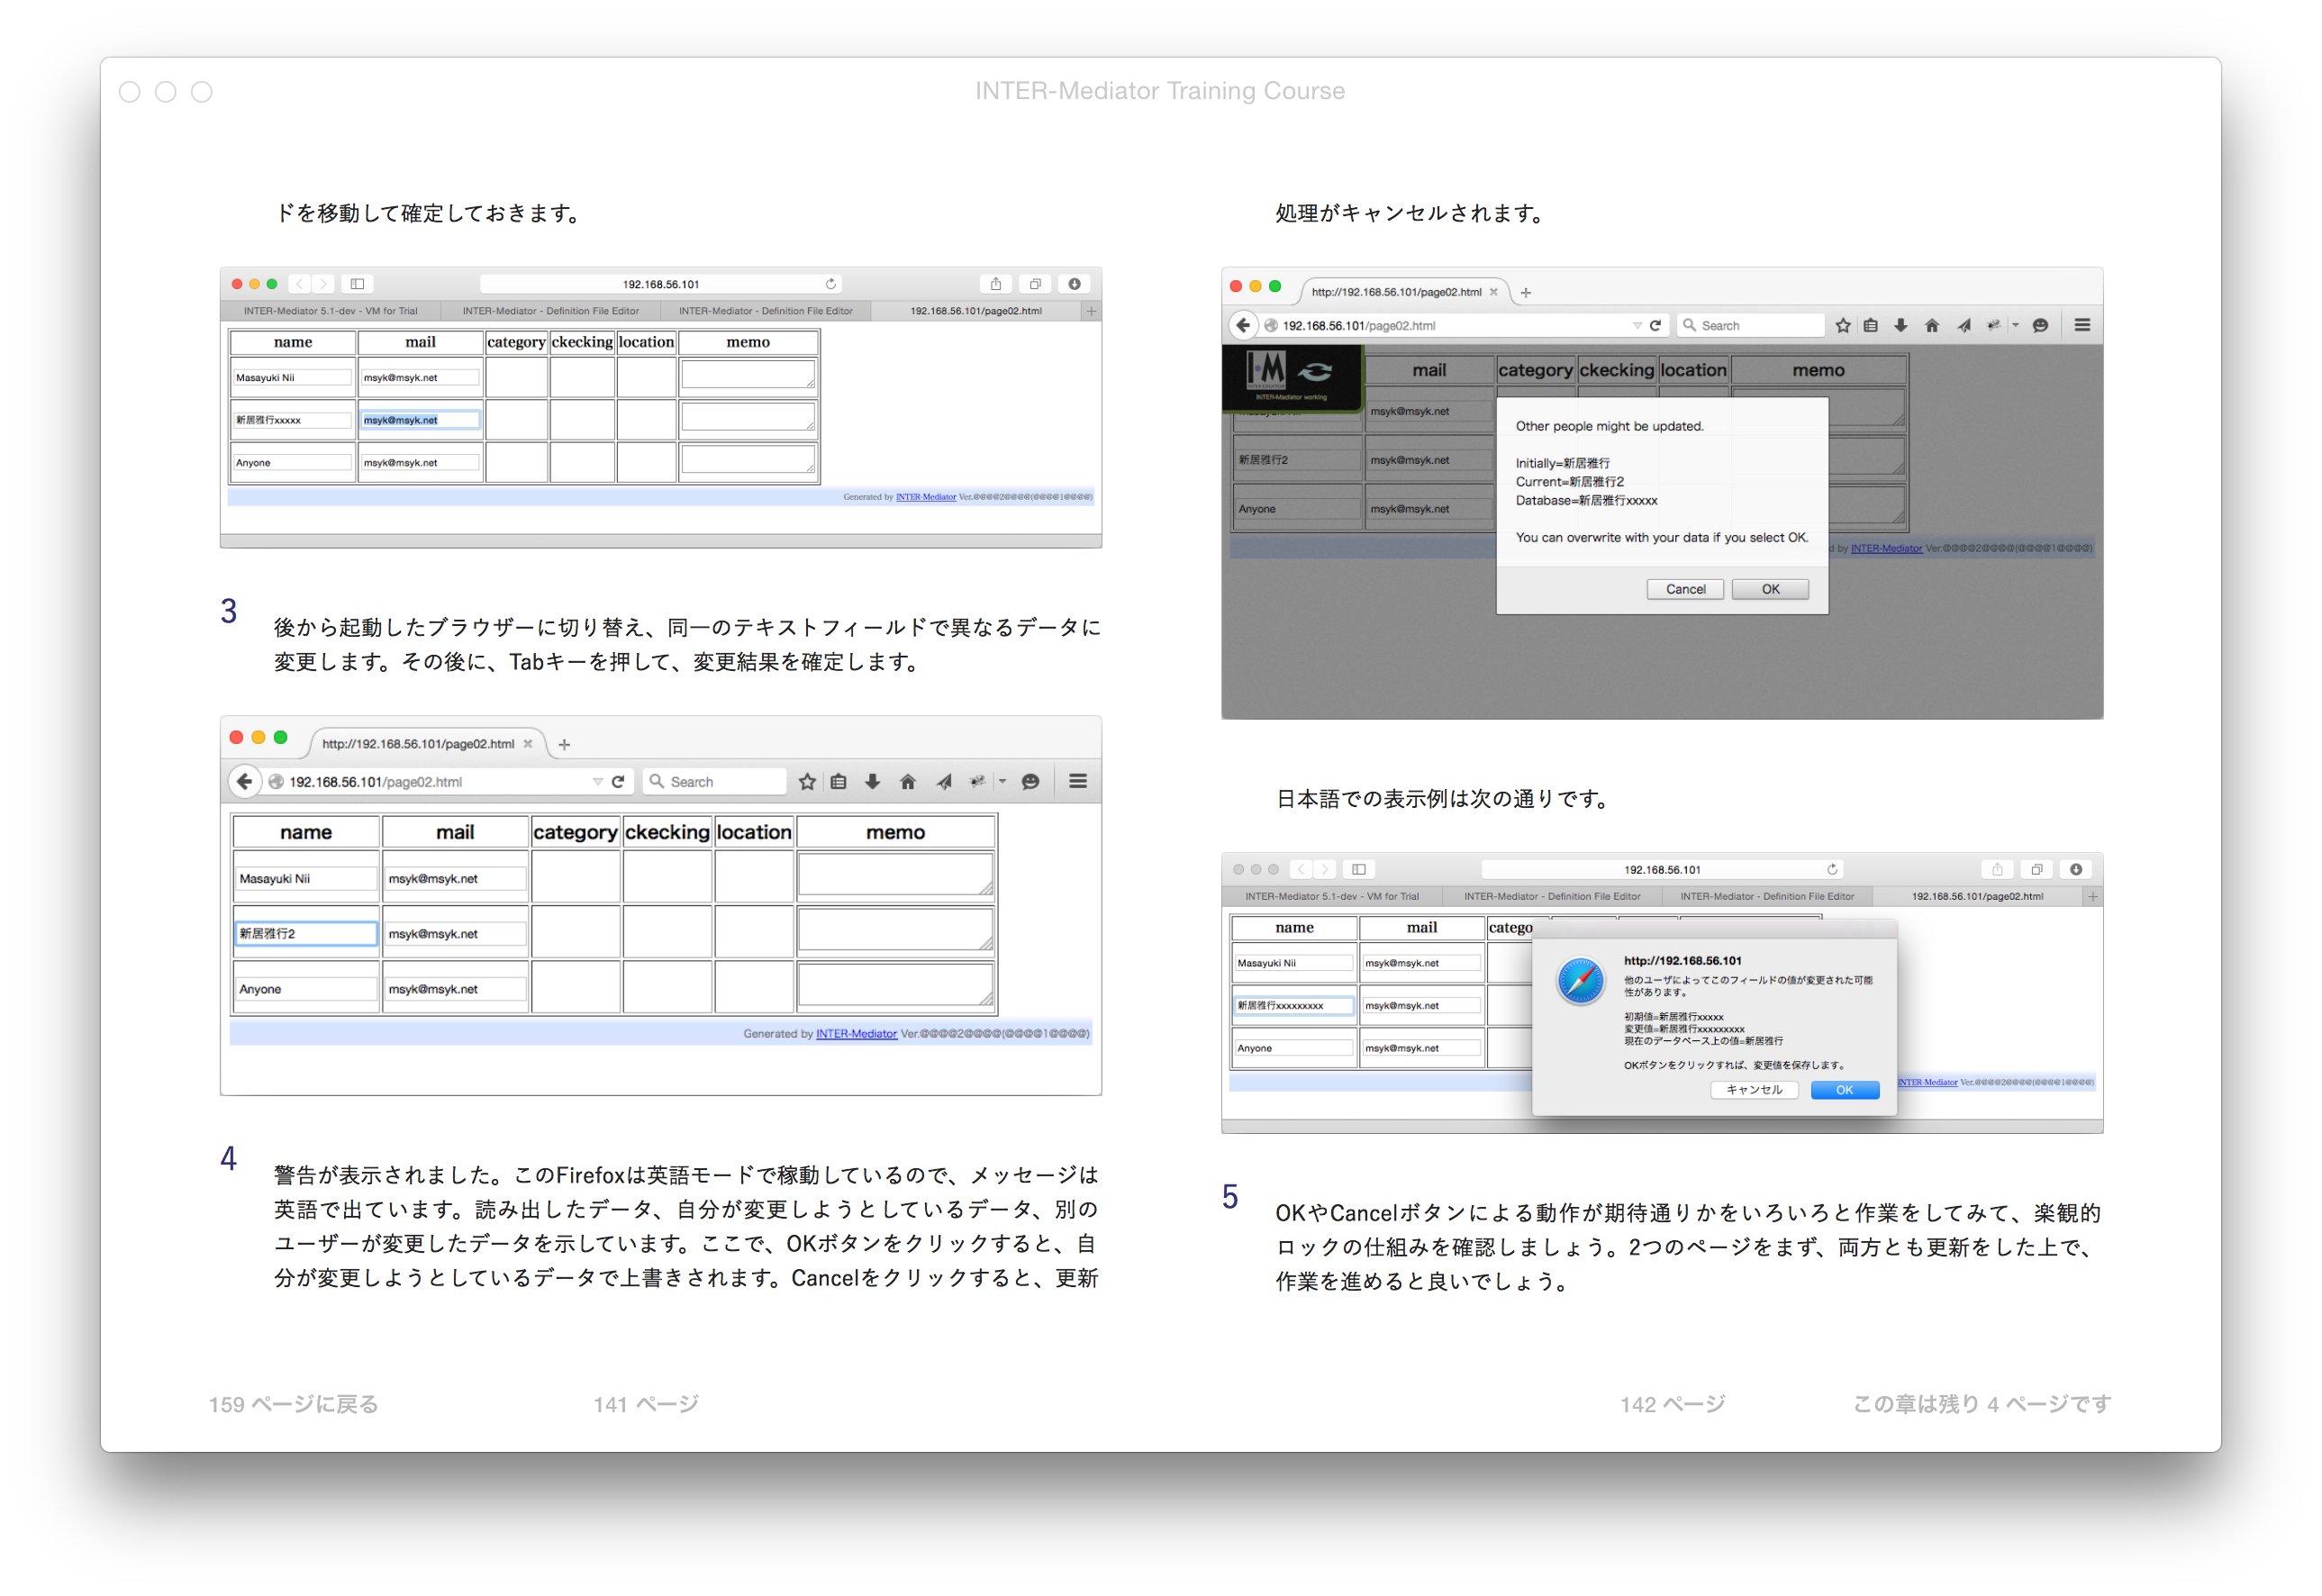 INTER-Mediator Training Course
ドを移動して確定しておきます。
192.168.56.101
INTER-Mediator 5.1-dev - VM for Trial
INTER-Mediator - Definition File Editor
INTER-Mediator - Definition File Editor
192.168.56.101/page02.html
name mail category ckecking location memo
Masayuki Nii msyk@msyk.net
新居雅行xxxxx msyk@msyk.net
Anyone msyk@msyk.net
Generated by INTER-Mediator Ver.@@@@2@@@@(@@@@1@@@@)
3
後から起動したブラウザーに切り替え、同一のテキストフィールドで異なるデータに
変更します。その後に、Tabキーを押して、変更結果を確定します。
http://192.168.56.101/page02.html
192.168.56.101/page02.html
Search
name mail category ckecking location memo
Masayuki Nii msyk@msyk.net
新居雅行2 msyk@msyk.net
Anyone msyk@msyk.net
Generated by INTER-Mediator Ver.@@@@2@@@@(@@@@1@@@@)
4
警告が表示されました。このFirefoxは英語モードで稼動しているので、メッセージは
英語で出ています。読み出したデータ、自分が変更しようとしているデータ、別の
ユーザーが変更したデータを示しています。ここで、OKボタンをクリックすると、自
分が変更しようとしているデータで上書きされます。Cancelをクリックすると、更新
159 ページに戻る
141 ページ
処理がキャンセルされます。
http://192.168.56.101/page02.html
192.168.56.101/page02.html
Search
INTER-Mediator working
mail category ckecking location memo
msyk@msyk.net
新居雅行2 msyk@msyk.net
Anyone msyk@msyk.net
Other people might be updated.
Initially=新居雅行
Current=新居雅行2
Database=新居雅行xxxxx
You can overwrite with your data if you select OK.
Cancel OK
d by INTER-Mediator Ver.@@@@2@@@@(@@@@1@@@@)
日本語での表示例は次の通りです。
192.168.56.101
INTER-Mediator 5.1-dev - VM for Trial
INTER-Mediator - Definition File Editor
INTER-Mediator - Definition File Editor
192.168.56.101/page02.html
name mail catego
Masayuki Nii msyk@msyk.net
新居雅行xxxxxxxxx msyk@msyk.net
Anyone msyk@msyk.net
http://192.168.56.101
他のユーザによってこのフィールドの値が変更された可能
性があります。
初期値=新居雅行xxxxx
変更値=新居雅行xxxxxxxxx
現在のデータベース上の値=新居雅行
OKボタンをクリックすれば、変更値を保存します。
キャンセル OK
INTER-Mediator Ver.@@@@2@@@@(@@@@1@@@@)
5
OKやCancelボタンによる動作が期待通りかをいろいろと作業をしてみて、楽観的
ロックの仕組みを確認しましょう。2つのページをまず、両方とも更新をした上で、
作業を進めると良いでしょう。
142 ページ
この章は残り 4 ページです